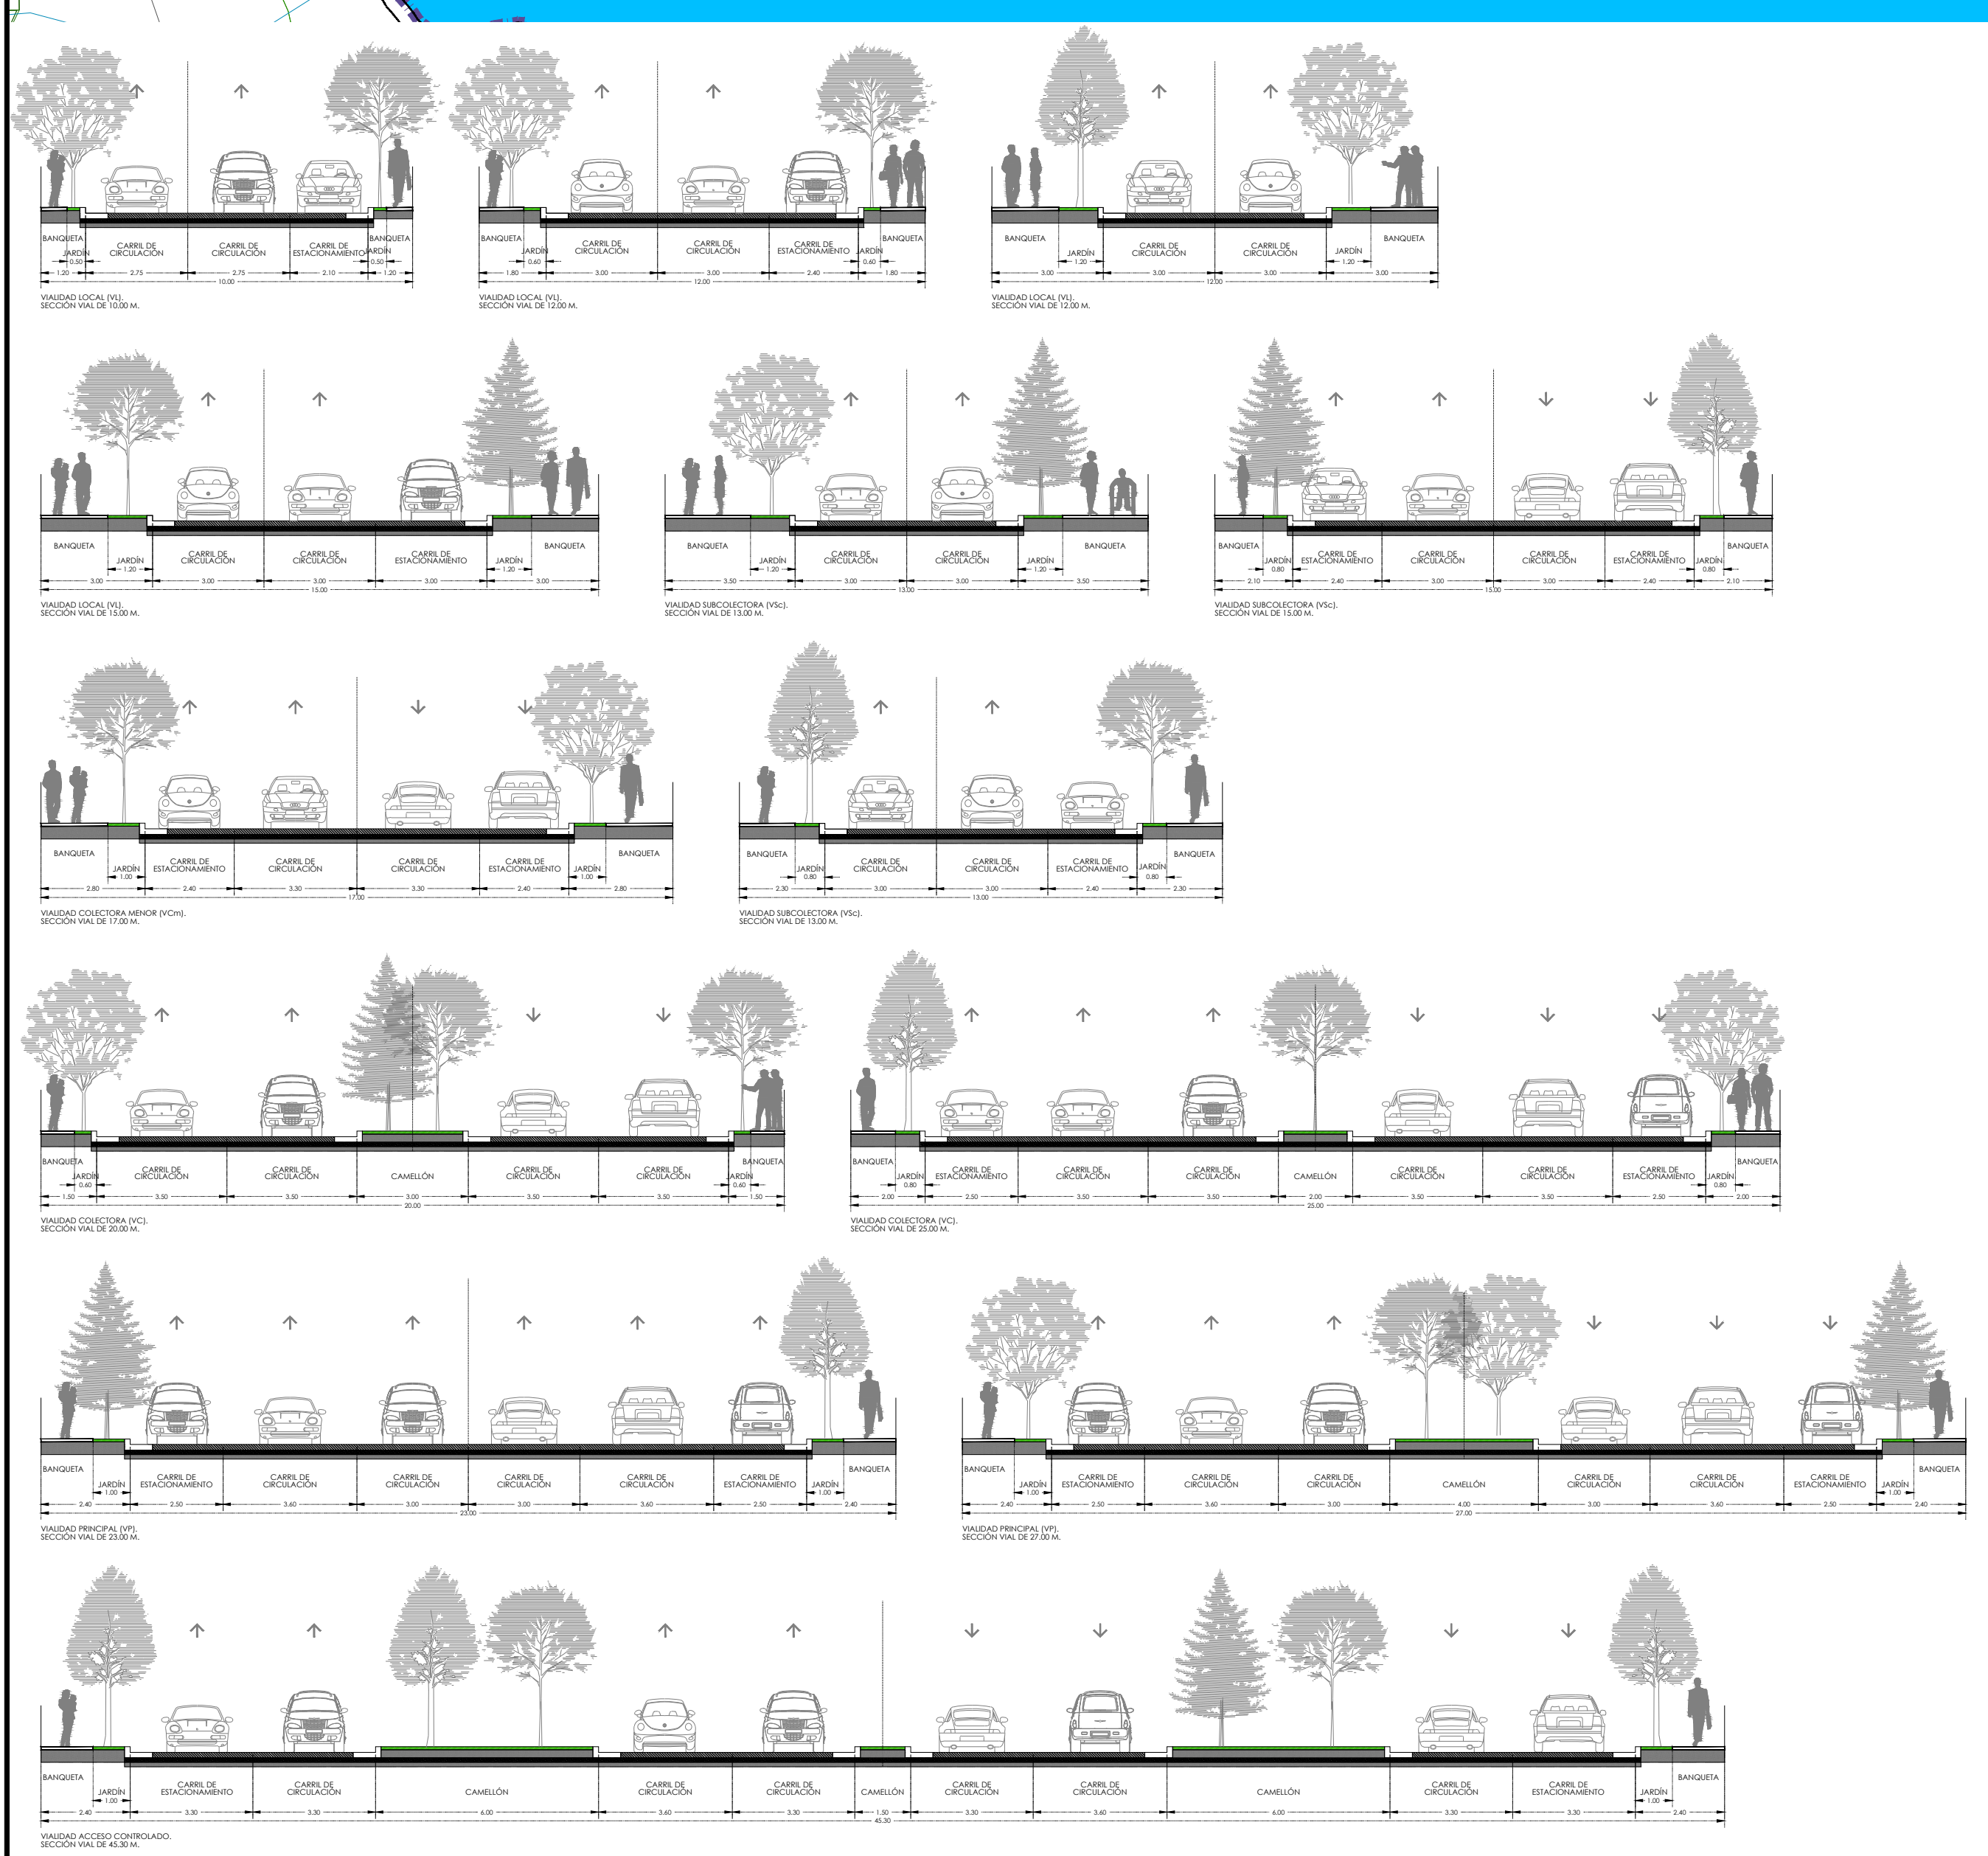 BANQUETA JARDÍN CARRIL DE CIRCULACIÓN CARRIL DE CIRCULACIÓN CARRIL DE ESTACIONAMIENTO JARDÍN BANQUETA
0.50 0.50
1.20 2.75 2.75 2.10 1.20
10.00
VIALIDAD LOCAL (VL).
SECCIÓN VIAL DE 10.00 M.
BANQUETA JARDÍN CARRIL DE CIRCULACIÓN CARRIL DE CIRCULACIÓN CARRIL DE ESTACIONAMIENTO JARDÍN BANQUETA
0.60 0.60
1.80 3.00 3.00 2.40 1.80
12.00
VIALIDAD LOCAL (VL).
SECCIÓN VIAL DE 12.00 M.
BANQUETA JARDÍN CARRIL DE CIRCULACIÓN CARRIL DE CIRCULACIÓN JARDÍN BANQUETA
1.20 1.20
3.00 3.00 3.00 3.00
12.00
VIALIDAD LOCAL (VL).
SECCIÓN VIAL DE 12.00 M.
BANQUETA JARDÍN CARRIL DE CIRCULACIÓN CARRIL DE CIRCULACIÓN CARRIL DE ESTACIONAMIENTO JARDÍN BANQUETA
1.20 1.20
3.00 3.00 3.00 3.00 3.00
15.00
VIALIDAD LOCAL (VL).
SECCIÓN VIAL DE 15.00 M.
BANQUETA JARDÍN CARRIL DE CIRCULACIÓN CARRIL DE CIRCULACIÓN JARDÍN BANQUETA
1.20 1.20
3.50 3.00 3.00 3.50
13.00
VIALIDAD SUBCOLECTORA (VSc).
SECCIÓN VIAL DE 13.00 M.
BANQUETA JARDÍN CARRIL DE ESTACIONAMIENTO CARRIL DE CIRCULACIÓN CARRIL DE CIRCULACIÓN CARRIL DE ESTACIONAMIENTO JARDÍN BANQUETA
0.80 0.80
2.10 2.40 3.00 3.00 2.40 2.10
15.00
VIALIDAD SUBCOLECTORA (VSc).
SECCIÓN VIAL DE 15.00 M.
BANQUETA JARDÍN CARRIL DE ESTACIONAMIENTO CARRIL DE CIRCULACIÓN CARRIL DE CIRCULACIÓN CARRIL DE ESTACIONAMIENTO JARDÍN BANQUETA
1.00 1.00
2.80 2.40 3.30 3.30 2.40 2.80
17.00
VIALIDAD COLECTORA MENOR (VCm).
SECCIÓN VIAL DE 17.00 M.
BANQUETA JARDÍN CARRIL DE CIRCULACIÓN CARRIL DE CIRCULACIÓN CARRIL DE ESTACIONAMIENTO JARDÍN BANQUETA
0.80 0.80
2.30 3.00 3.00 2.40 2.30
13.00
VIALIDAD SUBCOLECTORA (VSc).
SECCIÓN VIAL DE 13.00 M.
BANQUETA JARDÍN CARRIL DE CIRCULACIÓN CARRIL DE CIRCULACIÓN CAMELLÓN CARRIL DE CIRCULACIÓN CARRIL DE CIRCULACIÓN JARDÍN BANQUETA
0.60 0.60
1.50 3.50 3.50 3.00 3.50 3.50 1.50
20.00
VIALIDAD COLECTORA (VC).
SECCIÓN VIAL DE 20.00 M.
BANQUETA JARDÍN CARRIL DE ESTACIONAMIENTO CARRIL DE CIRCULACIÓN CARRIL DE CIRCULACIÓN CAMELLÓN CARRIL DE CIRCULACIÓN CARRIL DE CIRCULACIÓN CARRIL DE ESTACIONAMIENTO JARDÍN BANQUETA
0.80 0.80
2.00 2.50 3.50 3.50 2.00 3.50 3.50 2.50 2.00
25.00
VIALIDAD COLECTORA (VC).
SECCIÓN VIAL DE 25.00 M.
BANQUETA JARDÍN CARRIL DE ESTACIONAMIENTO CARRIL DE CIRCULACIÓN CARRIL DE CIRCULACIÓN CARRIL DE CIRCULACIÓN CARRIL DE CIRCULACIÓN CARRIL DE ESTACIONAMIENTO JARDÍN BANQUETA
1.00 1.00
2.40 2.50 3.60 3.00 3.00 3.60 2.50 2.40
23.00
VIALIDAD PRINCIPAL (VP).
SECCIÓN VIAL DE 23.00 M.
BANQUETA JARDÍN CARRIL DE ESTACIONAMIENTO CARRIL DE CIRCULACIÓN CARRIL DE CIRCULACIÓN CAMELLÓN CARRIL DE CIRCULACIÓN CARRIL DE CIRCULACIÓN CARRIL DE ESTACIONAMIENTO JARDÍN BANQUETA
1.00 1.00
2.40 2.50 3.60 3.00 4.00 3.00 3.60 2.50 2.40
27.00
VIALIDAD PRINCIPAL (VP).
SECCIÓN VIAL DE 27.00 M.
BANQUETA JARDÍN CARRIL DE ESTACIONAMIENTO CARRIL DE CIRCULACIÓN CAMELLÓN CARRIL DE CIRCULACIÓN CARRIL DE CIRCULACIÓN CAMELLÓN CARRIL DE CIRCULACIÓN CARRIL DE CIRCULACIÓN CAMELLÓN CARRIL DE CIRCULACIÓN CARRIL DE ESTACIONAMIENTO JARDÍN BANQUETA
1.00 1.00
2.40 3.30 3.30 6.00 3.60 3.30 1.50 3.30 3.60 6.00 3.30 3.30 2.40
45.30
VIALIDAD ACCESO CONTROLADO.
SECCIÓN VIAL DE 45.30 M.